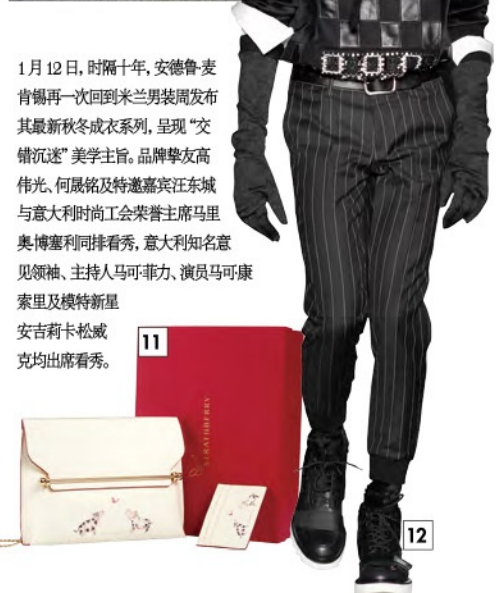 1月12日，时隔十年，安德鲁·麦
肯锡再一次回到米兰男装周发布
其最新秋冬成衣系列，呈现“交
错沉迷”美学主旨。品牌挚友高
伟光、何晟铭及特邀嘉宾汪东城
与意大利时尚工会荣誉主席马里
奥·博塞利同排看秀，意大利知名意
见领袖、主持人马可·菲力、演员马可·康
索里及模特新星
安吉莉卡·松威
克均出席看秀。
11
STRATHBERRY
12